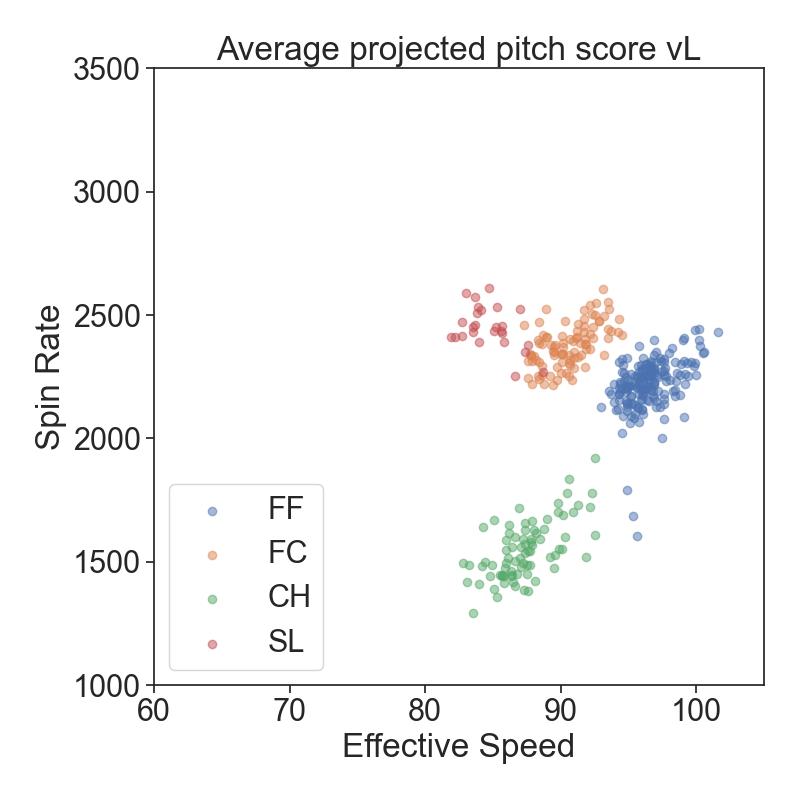 Average projected pitch score vL
3500
3000
2500
2000
1500
1000
Spin Rate
FF
FC
CH
SL
60 70 80 90 100
Effective Speed